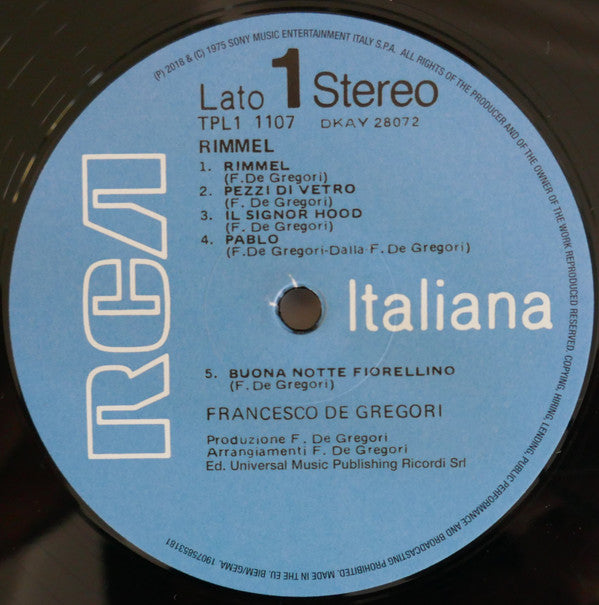 (P) 2018 & (C) 1975 SONY MUSIC ENTERTAINMENT ITALY S.P.A. ALL RIGHTS OF THE PRODUCER AND OF THE OWNER OF THE WORK REPRODUCED RESERVED. COPYING, HIRING, LENDING, PUBLIC PERFORMANCE AND BROADCASTING PROHIBITED. MADE IN THE EU. BIEM/GEMA. 19075853181
Lato 1 Stereo
TPL1 1107 DKAY 28072
RIMMEL
1. RIMMEL
(F. De Gregori)
2. PEZZI DI VETRO
(F. De Gregori)
3. IL SIGNOR HOOD
(F. De Gregori)
4. PABLO
(F. De Gregori-Dalla F. De Gregori)
RCA Italiana
5. BUONA NOTTE FIORELLINO
(F. De Gregori)
FRANCESCO DE GREGORI
Produzione F. De Gregori
Arrangiamenti F. De Gregori
Ed. Universal Music Publishing Ricordi Srl